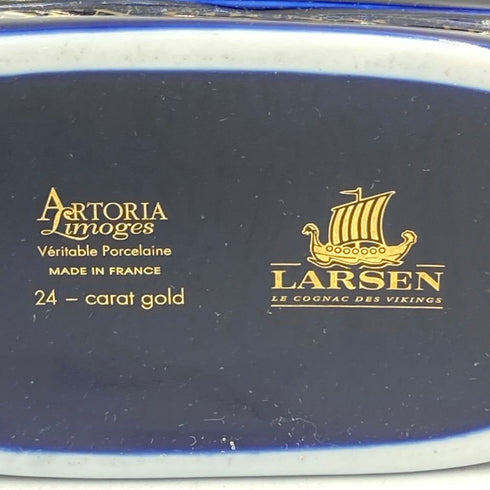 ARTORIA
Limoges
Véritable Porcelaine
MADE IN FRANCE
24 – carat gold
LARSEN
LE COGNAC DES VIKINGS